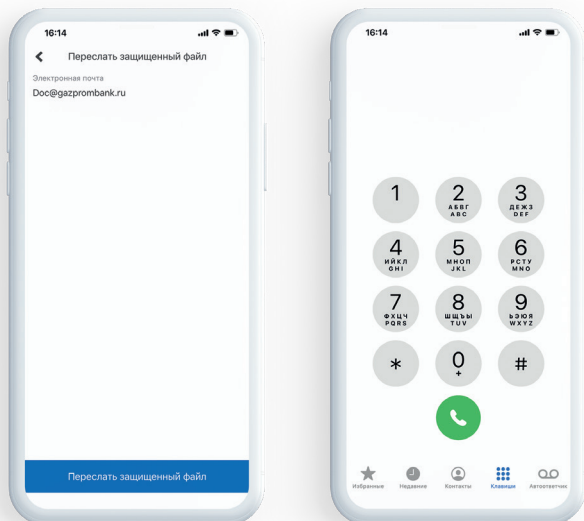 16:14
Переслать защищенный файл
Электронная почта
Doc@gazprombank.ru
Переслать защищенный файл
16:14
1
2
АБВГ
ABC
3
ДЕЖЗ
DEF
4
ИЙКЛ
GHI
5
МНОП
JKL
6
РСТУ
MNO
7
ФХЦЧ
PQRS
8
ШЩЪЫ
TUV
9
ЬЭЮЯ
WXYZ
*
0
+
#
Избранные Недавние Контакты Клавиши Автоответчик